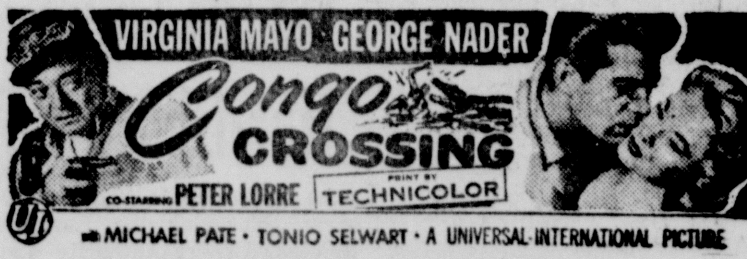 VIRGINIA MAYO GEORGE NADER
Congo
CROSSING
PRINT BY
CO-STARRING PETER LORRE TECHNICOLOR
UI
with MICHAEL PATE · TONIO SELWART · A UNIVERSAL-INTERNATIONAL PICTURE